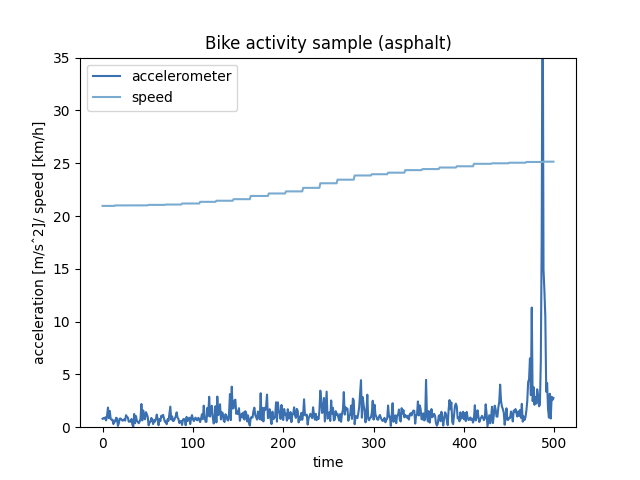 Bike activity sample (asphalt)
accelerometer
speed
acceleration [m/s^2]/ speed [km/h]
35
30
25
20
15
10
5
0
0 100 200 300 400 500
time